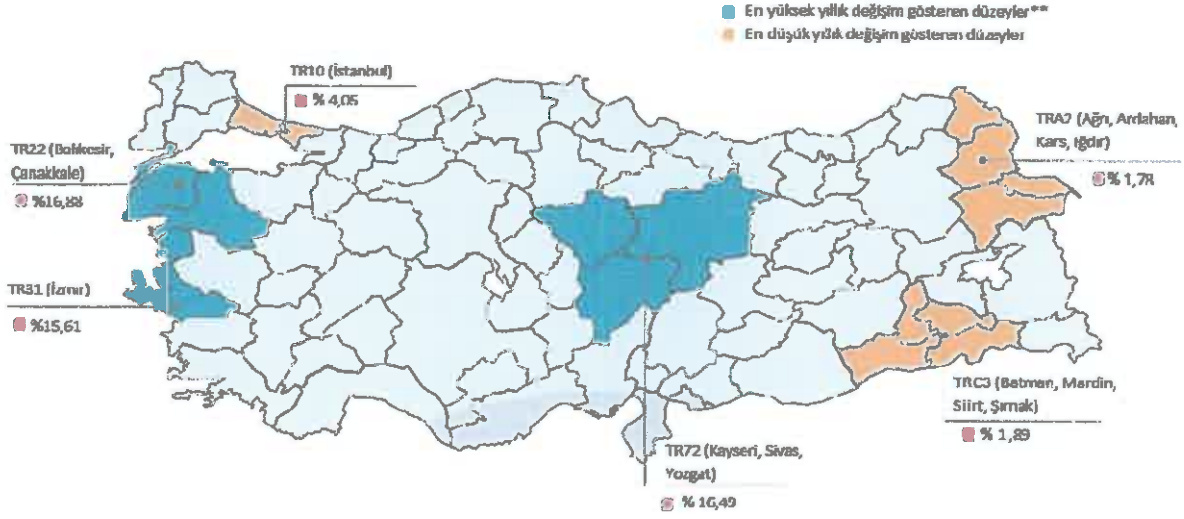 En yüksek yıllık değişim gösteren düzeyler**
En düşük yıllık değişim gösteren düzeyler
TR10 (İstanbul)
% 4,05
TRA2 (Ağrı, Ardahan,
Kars, Iğdır)
% 1,78
TR22 (Balıkesir,
Çanakkale)
%16,88
TR31 (İzmir)
%15,61
TRC3 (Batman, Mardin,
Siirt, Şırnak)
% 1,89
TR72 (Kayseri, Sivas,
Yozgat)
% 16,49